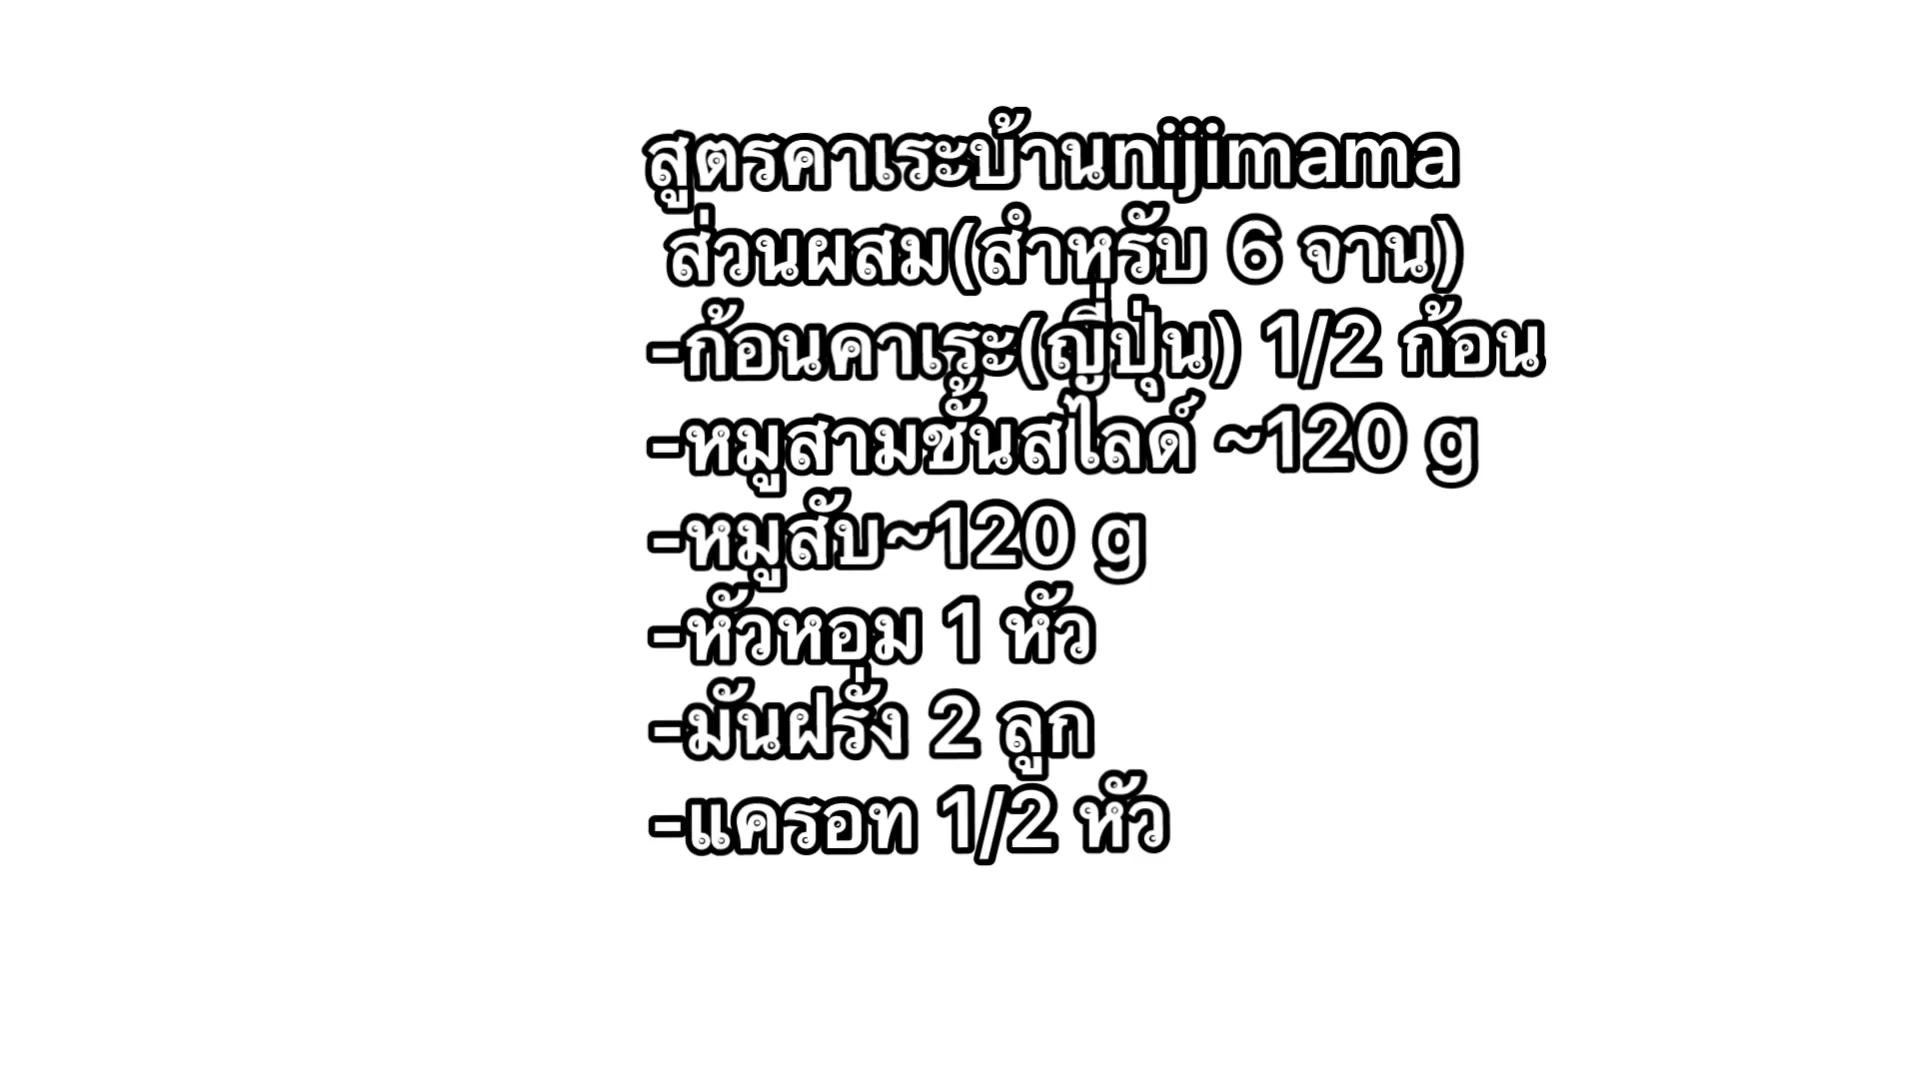 สูตรคาเระบ้านnijimama
ส่วนผสม(สำหรับ 6 จาน)
-ก้อนคาเระ(ญี่ปุ่น) 1/2 ก้อน
-หมูสามชั้นสไลด์ ~120 g
-หมูสับ~120 g
-หัวหอม 1 หัว
-มันฝรั่ง 2 ลูก
-แครอท 1/2 หัว